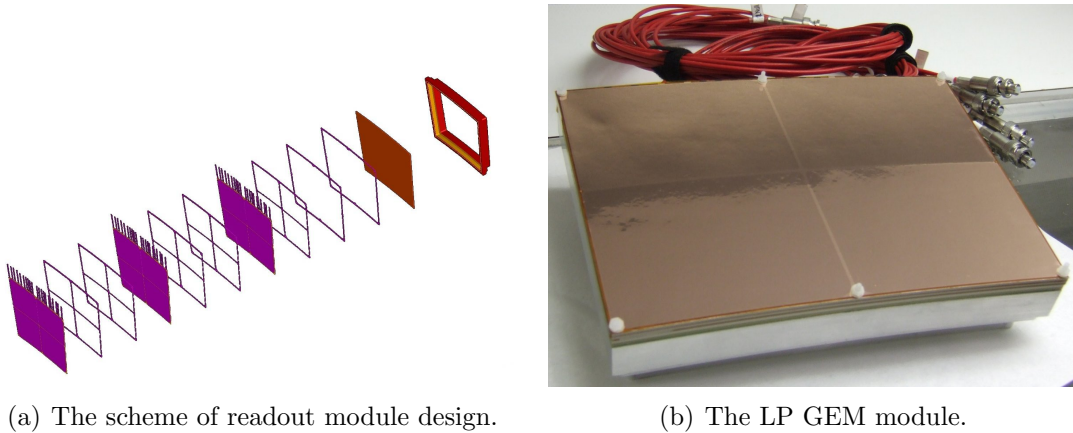 (a) The scheme of readout module design.
(b) The LP GEM module.